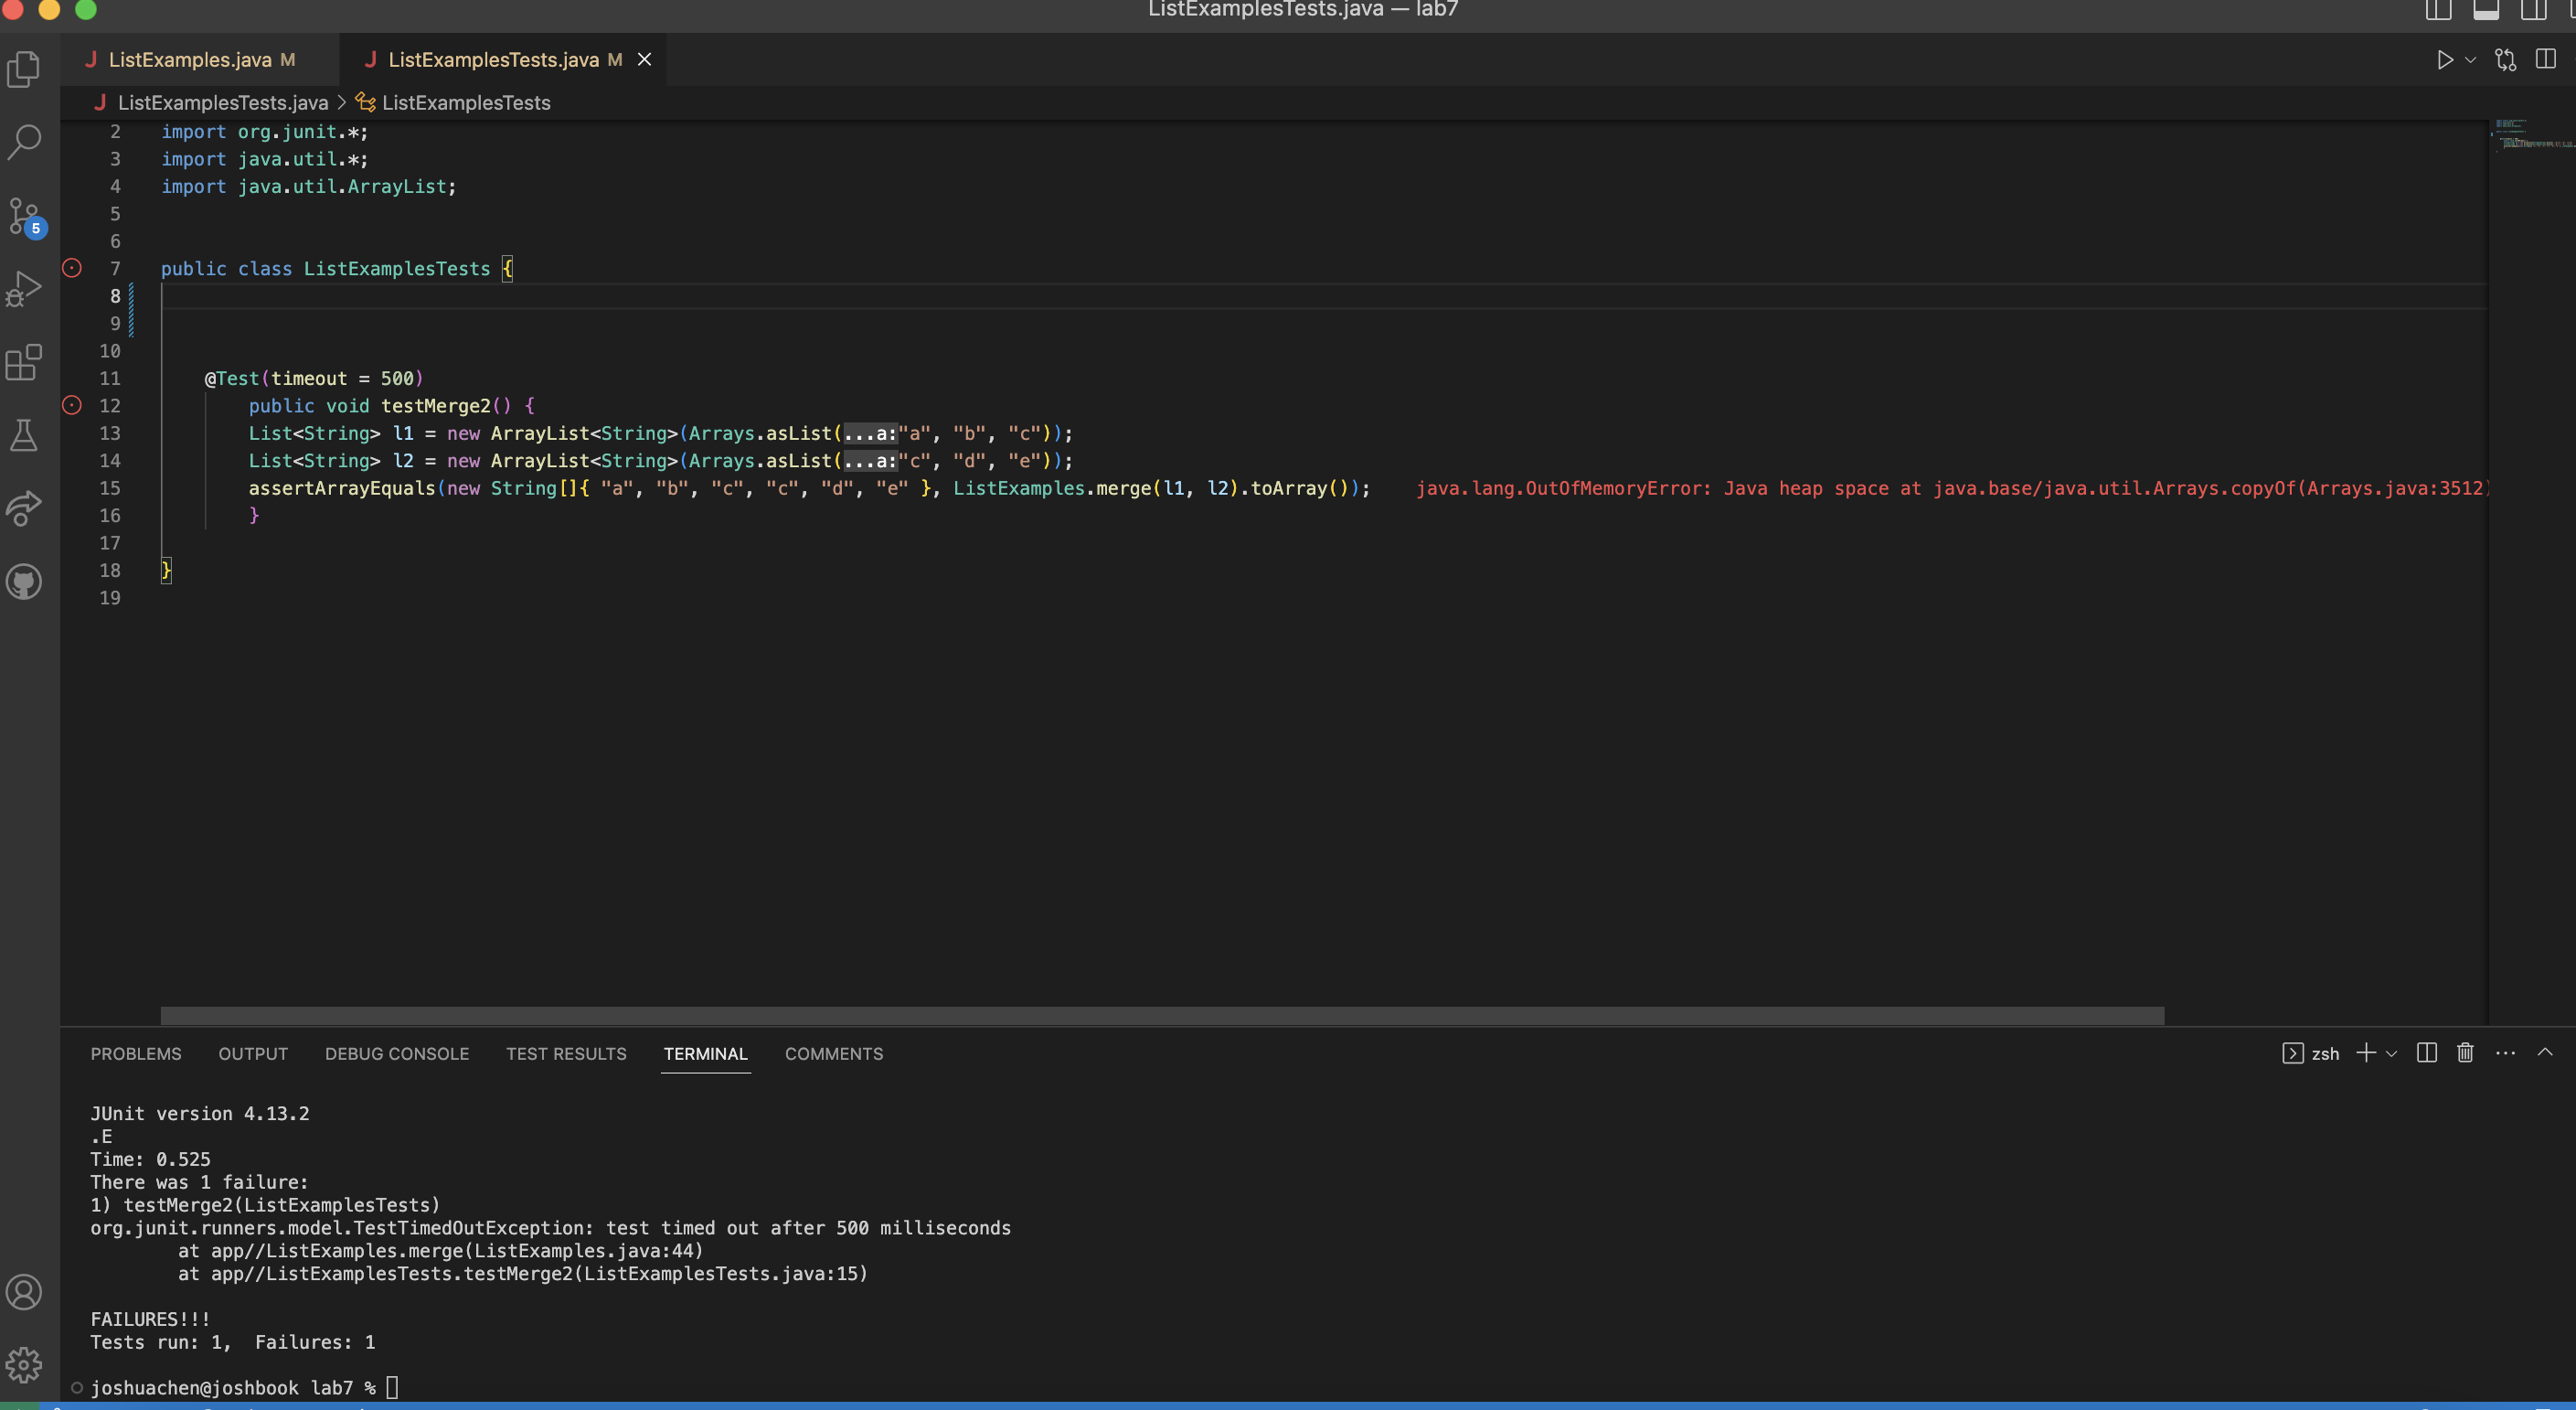 ListExamplesTests.java — lab7
J ListExamples.java M
J ListExamplesTests.java M
J ListExamplesTests.java > ListExamplesTests
2 import org.junit.*;
3 import java.util.*;
4 import java.util.ArrayList;
5
6
7 public class ListExamplesTests {
8
9
10
11 @Test(timeout = 500)
12 public void testMerge2() {
13 List<String> l1 = new ArrayList<String>(Arrays.asList(...a:"a", "b", "c"));
14 List<String> l2 = new ArrayList<String>(Arrays.asList(...a:"c", "d", "e"));
15 assertArrayEquals(new String[]{ "a", "b", "c", "c", "d", "e" }, ListExamples.merge(l1, l2).toArray()); java.lang.OutOfMemoryError: Java heap space at java.base/java.util.Arrays.copyOf(Arrays.java:3512)
16 }
17
18 }
19
5
PROBLEMS OUTPUT DEBUG CONSOLE TEST RESULTS TERMINAL COMMENTS
zsh
JUnit version 4.13.2
.E
Time: 0.525
There was 1 failure:
1) testMerge2(ListExamplesTests)
org.junit.runners.model.TestTimedOutException: test timed out after 500 milliseconds
at app//ListExamples.merge(ListExamples.java:44)
at app//ListExamplesTests.testMerge2(ListExamplesTests.java:15)
FAILURES!!!
Tests run: 1,  Failures: 1
joshuachen@joshbook lab7 %